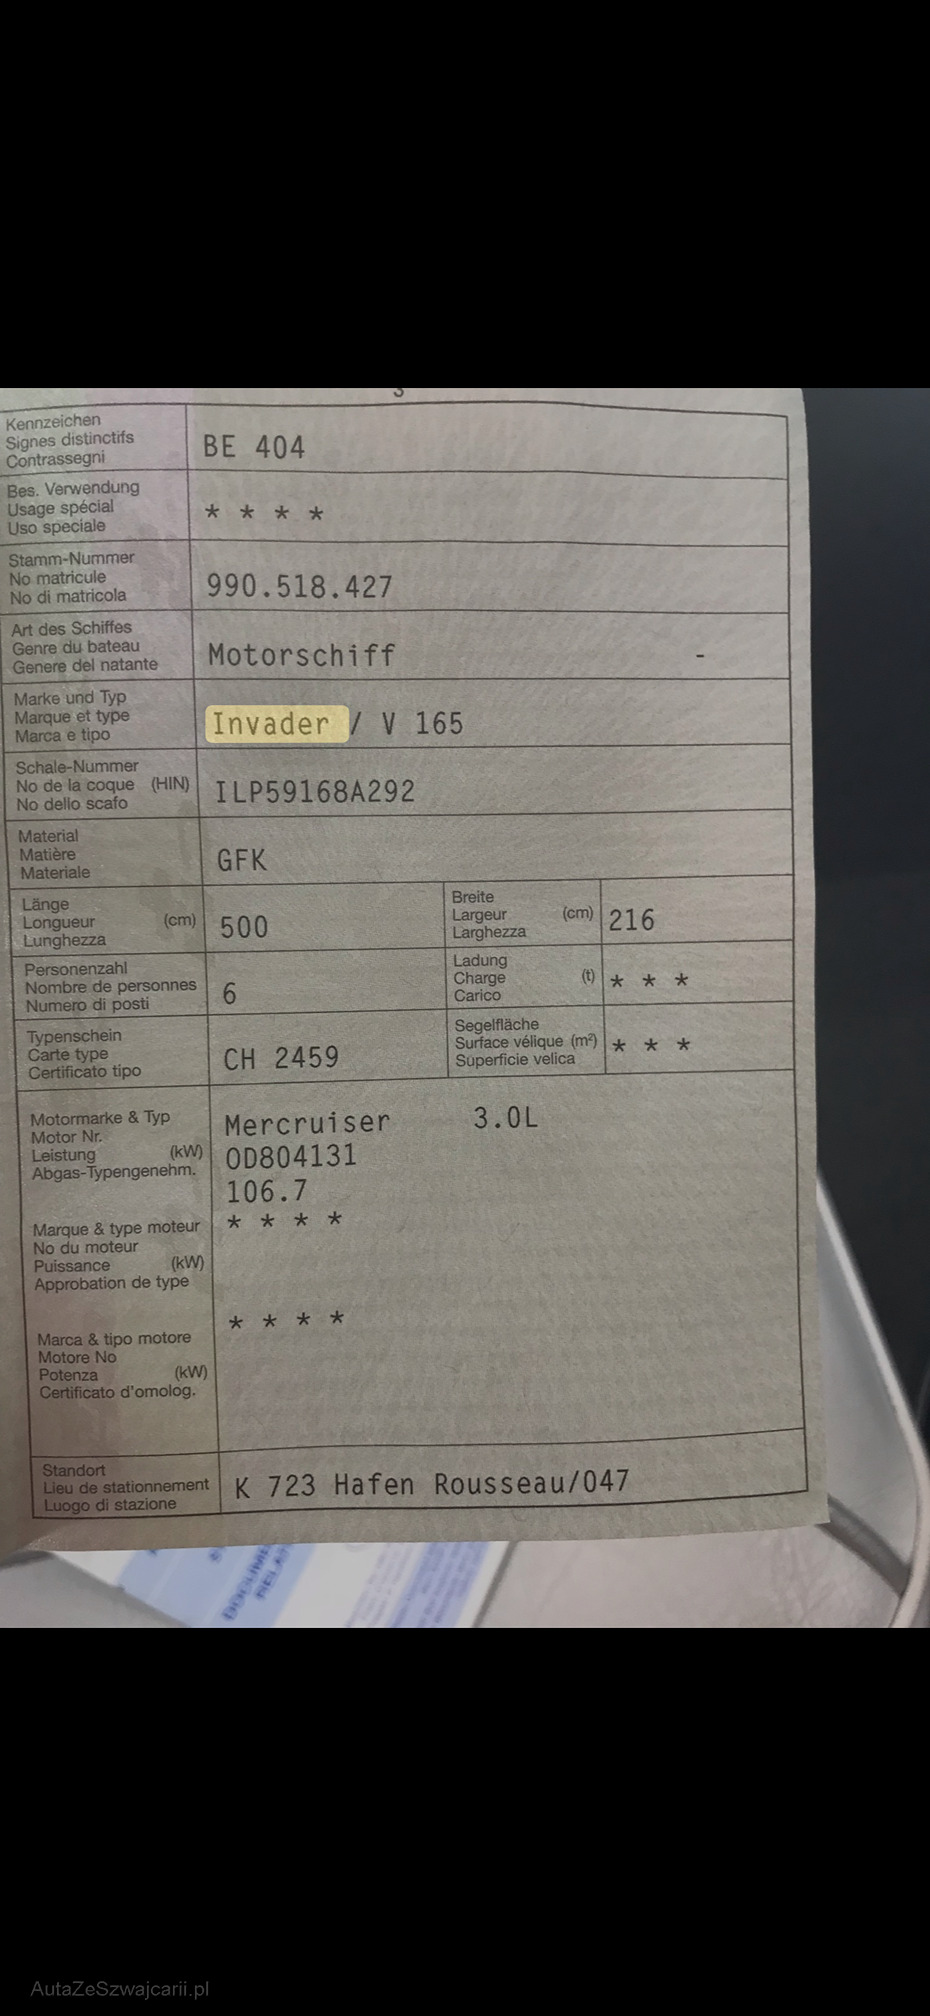 3
Kennzeichen
Signes distinctifs
Contrassegni
BE 404
Bes. Verwendung
Usage spécial
Uso speciale
* * * *
Stamm-Nummer
No matricule
No di matricola
990.518.427
Art des Schiffes
Genre du bateau
Genere del natante
Motorschiff -
Marke und Typ
Marque et type
Marca e tipo
Invader / V 165
Schale-Nummer
No de la coque (HIN)
No dello scafo
ILP59168A292
Material
Matière
Materiale
GFK
Länge
Longueur (cm)
Lunghezza
500
Breite
Largeur (cm)
Larghezza
216
Personenzahl
Nombre de personnes
Numero di posti
6
Ladung
Charge (t)
Carico
* * *
Typenschein
Carte type
Certificato tipo
CH 2459
Segelfläche
Surface vélique (m²)
Superficie velica
* * *
Motormarke & Typ
Motor Nr.
Leistung (kW)
Abgas-Typengenehm.
Mercruiser 3.0L
OD804131
106.7
* * * *
Marque & type moteur
No du moteur
Puissance (kW)
Approbation de type
* * * *
Marca & tipo motore
Motore No
Potenza (kW)
Certificato d'omolog.
Standort
Lieu de stationnement
Luogo di stazione
K 723 Hafen Rousseau/047
AutaZeSzwajcarii.pl